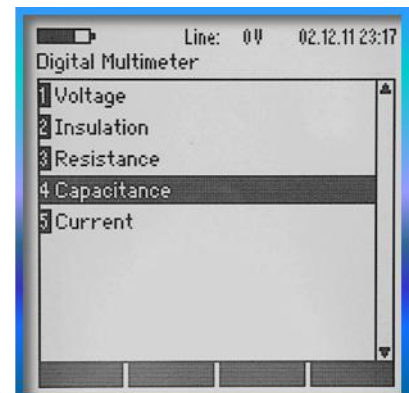 Line: 0V 02.12.11 23:17
Digital Multimeter
1 Voltage
2 Insulation
3 Resistance
4 Capacitance
5 Current